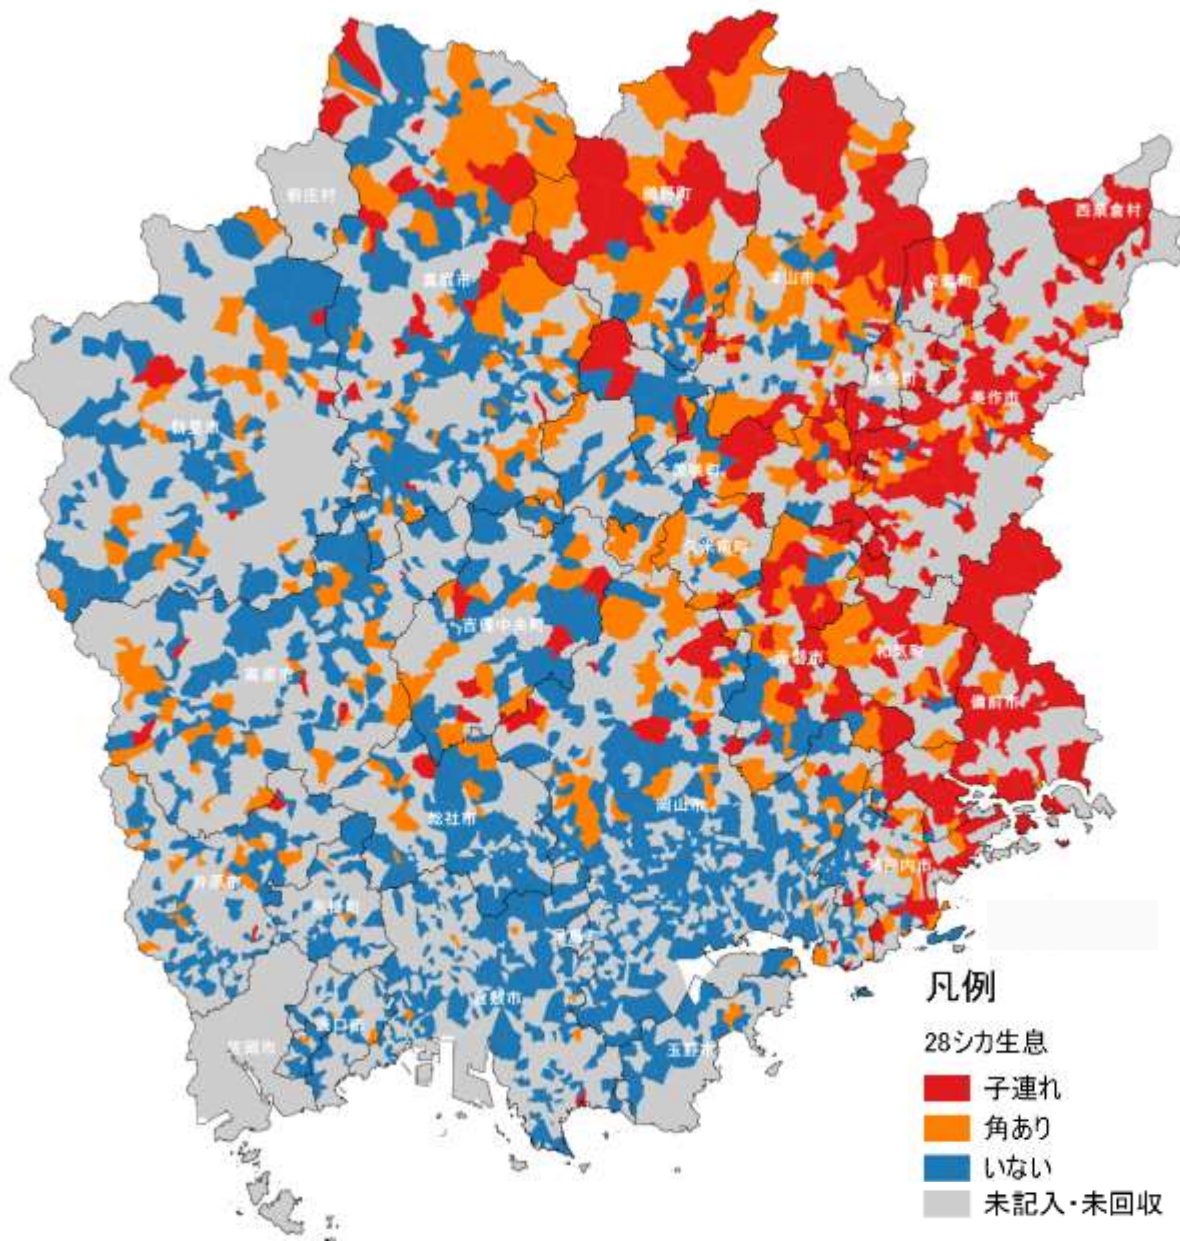 新庄村
鏡野町
西粟倉村
真庭市
津山市
奈義町
勝央町
美作市
新見市
美咲町
久米南町
吉備中央町
赤磐市
和気町
高梁市
備前市
岡山市
総社市
瀬戸内市
井原市
矢掛町
早島町
倉敷市
浅口市
笠岡市
玉野市
凡例
28シカ生息
子連れ
角あり
いない
未記入・未回収